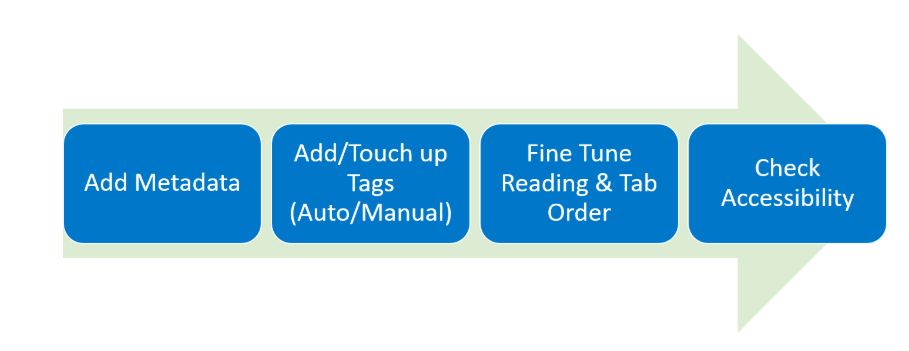 Add Metadata
Add/Touch up
Tags
(Auto/Manual)
Fine Tune
Reading & Tab
Order
Check
Accessibility